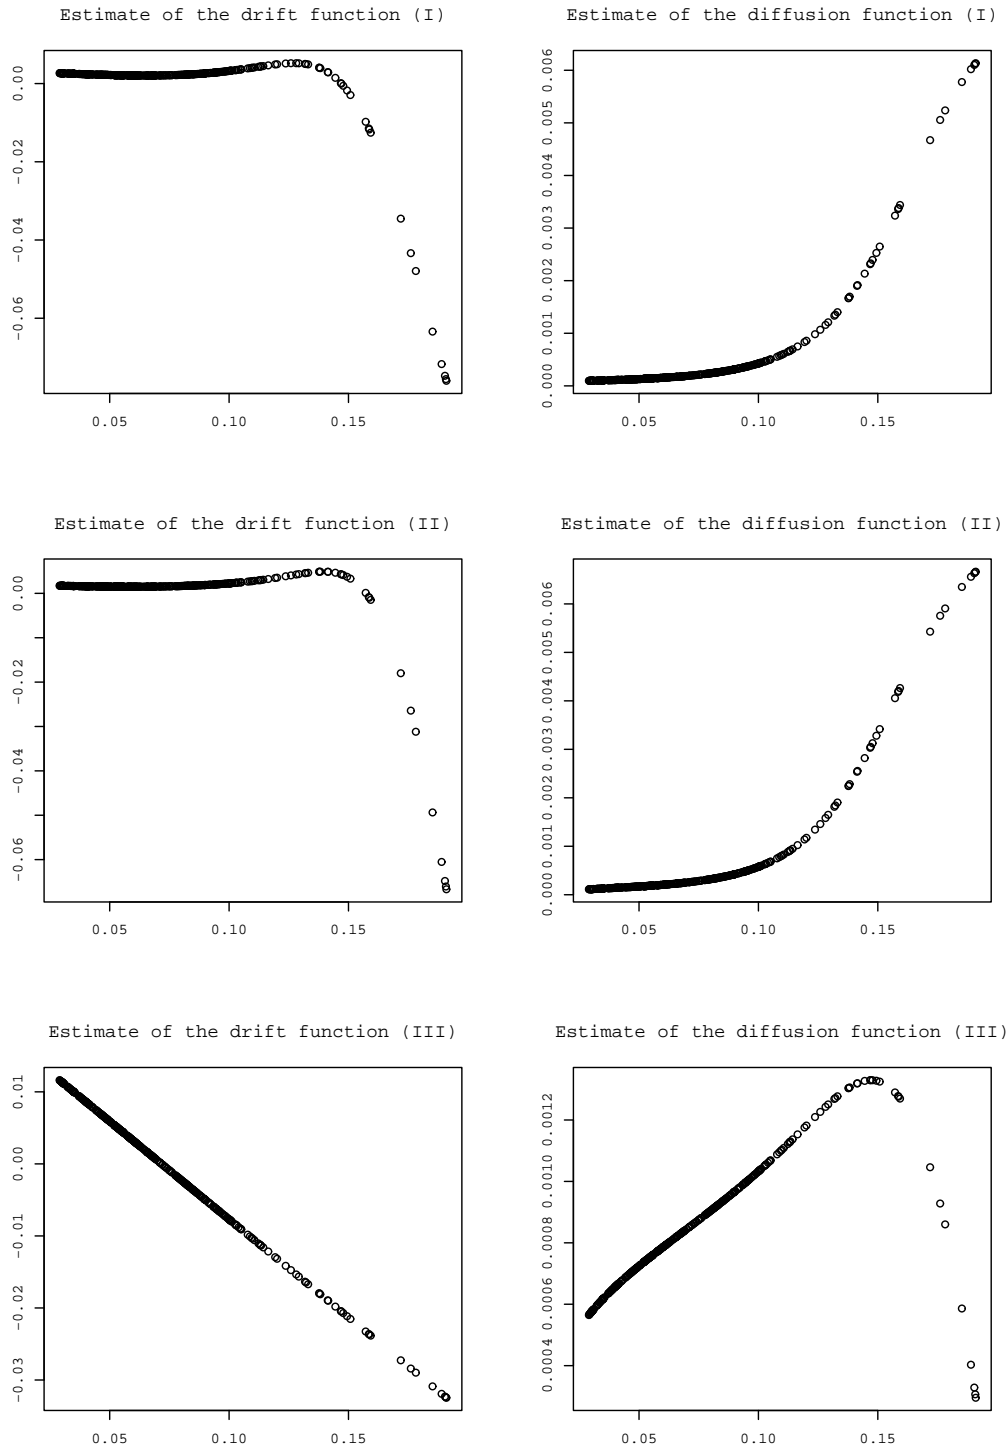 Estimate of the drift function (I)
0.00
-0.02
-0.04
-0.06
0.05 0.10 0.15
Estimate of the diffusion function (I)
0.006
0.005
0.004
0.003
0.002
0.001
0.000
0.05 0.10 0.15
Estimate of the drift function (II)
0.00
-0.02
-0.04
-0.06
0.05 0.10 0.15
Estimate of the diffusion function (II)
0.006
0.005
0.004
0.003
0.002
0.001
0.000
0.05 0.10 0.15
Estimate of the drift function (III)
0.01
0.00
-0.01
-0.02
-0.03
0.05 0.10 0.15
Estimate of the diffusion function (III)
0.0012
0.0010
0.0008
0.0006
0.0004
0.05 0.10 0.15